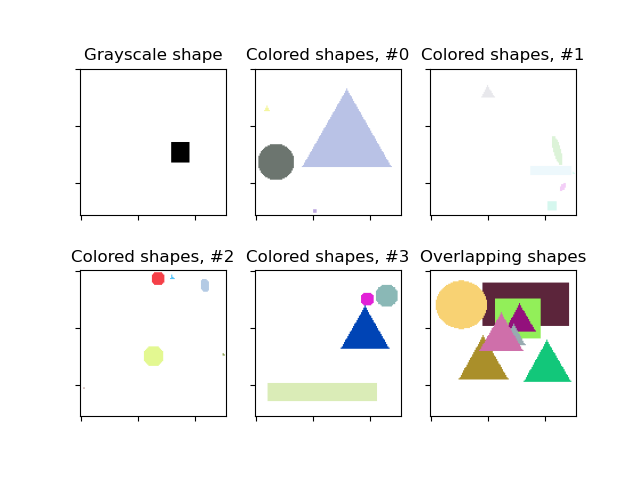 Grayscale shape
Colored shapes, #0
Colored shapes, #1
Colored shapes, #2
Colored shapes, #3
Overlapping shapes